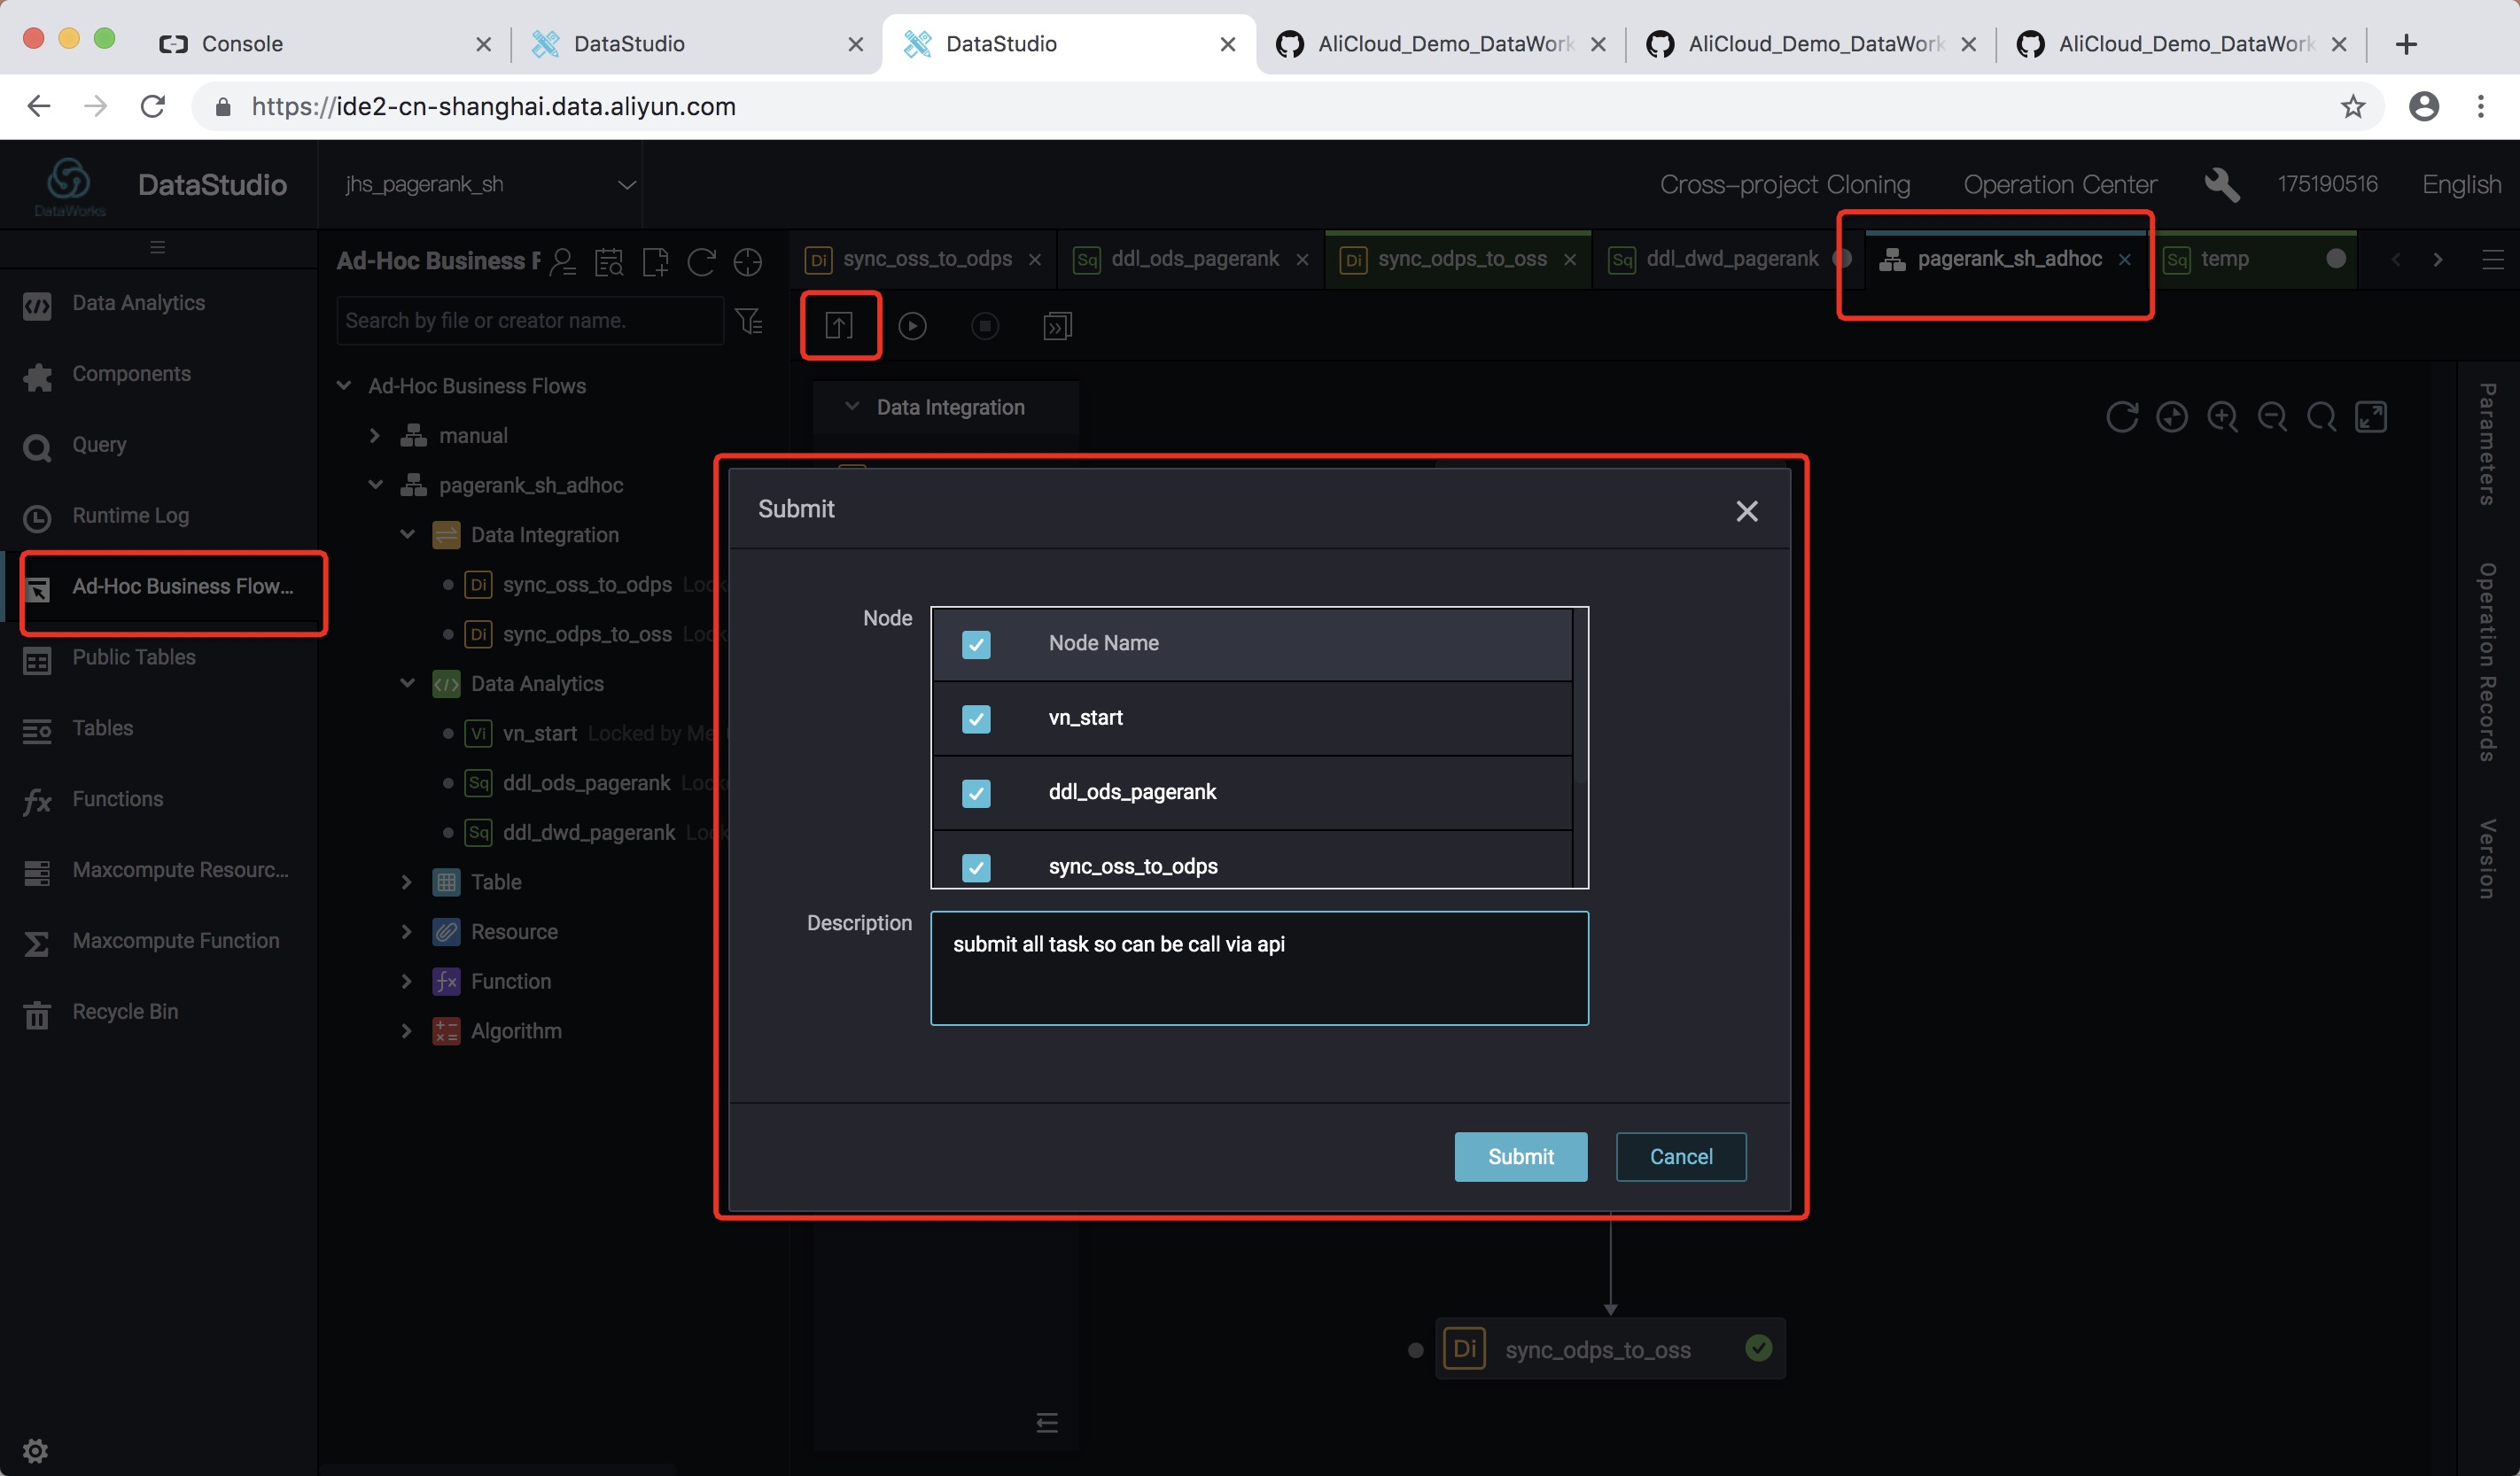 Console
DataStudio
DataStudio
AliCloud_Demo_DataWork
AliCloud_Demo_DataWork
AliCloud_Demo_DataWork
https://ide2-cn-shanghai.data.aliyun.com
DataWorks
DataStudio
jhs_pagerank_sh
Cross-project Cloning
Operation Center
175190516
English
Data Analytics
Components
Query
Runtime Log
Ad-Hoc Business Flow...
Public Tables
Tables
Functions
Maxcompute Resourc...
Maxcompute Function
Recycle Bin
Ad-Hoc Business F
Search by file or creator name.
Ad-Hoc Business Flows
manual
pagerank_sh_adhoc
Data Integration
Di sync_oss_to_odps Lock
Di sync_odps_to_oss Lock
Data Analytics
Vi vn_start Locked by Me
Sq ddl_ods_pagerank Lock
Sq ddl_dwd_pagerank Lock
Table
Resource
Function
Algorithm
Di sync_oss_to_odps
Sq ddl_ods_pagerank
Di sync_odps_to_oss
Sq ddl_dwd_pagerank
pagerank_sh_adhoc
Sq temp
Data Integration
Submit
Node
Node Name
vn_start
ddl_ods_pagerank
sync_oss_to_odps
Description
submit all task so can be call via api
Submit
Cancel
Di sync_odps_to_oss
Parameters
Operation Records
Version